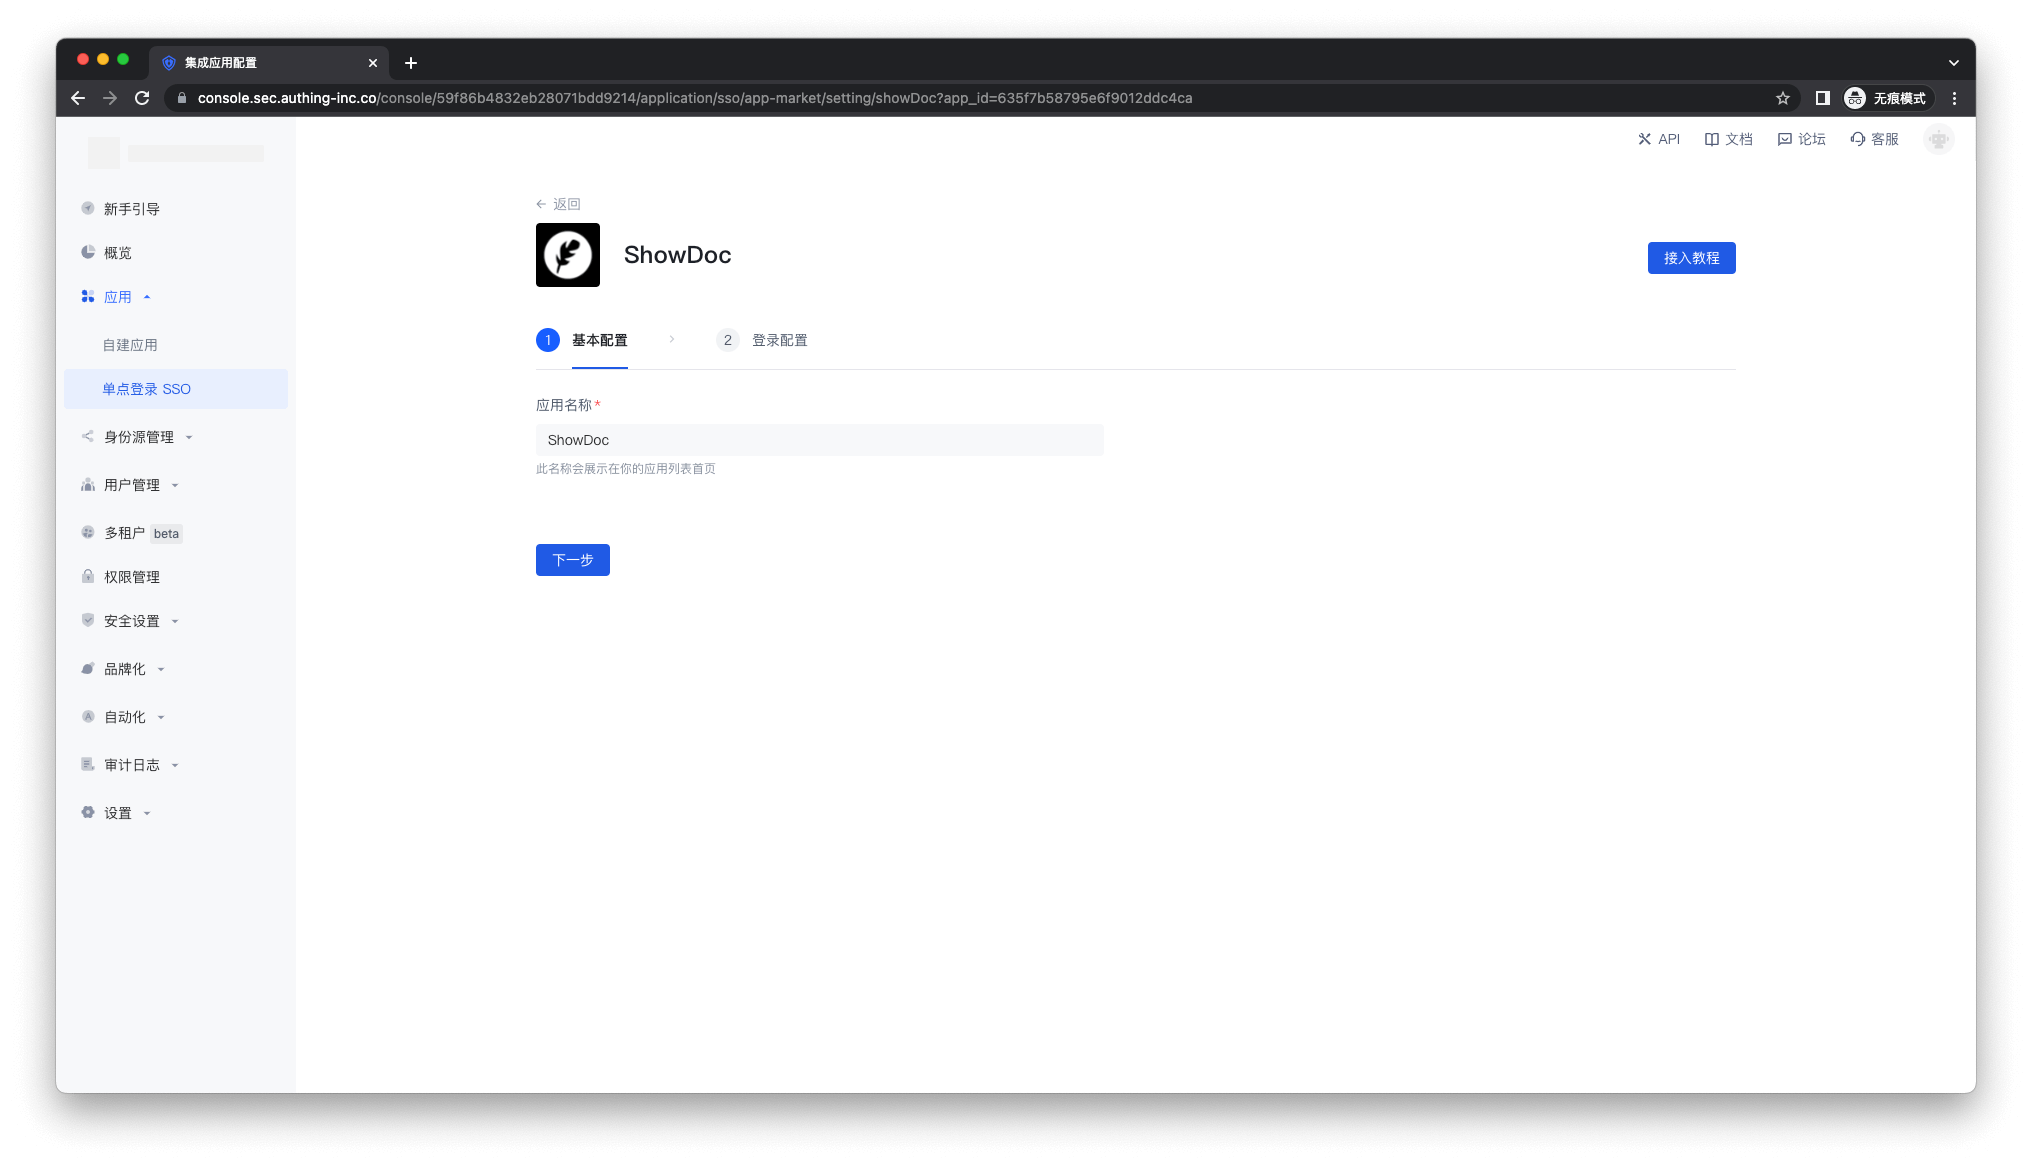 集成应用配置
console.sec.authing-inc.co/console/59f86b4832eb28071bdd9214/application/sso/app-market/setting/showDoc?app_id=635f7b58795e6f9012ddc4ca
无痕模式
API
文档
论坛
客服
新手引导
概览
应用
自建应用
单点登录 SSO
身份源管理
用户管理
多租户 beta
权限管理
安全设置
品牌化
自动化
审计日志
设置
返回
ShowDoc
接入教程
1 基本配置
2 登录配置
应用名称*
ShowDoc
此名称会展示在你的应用列表首页
下一步